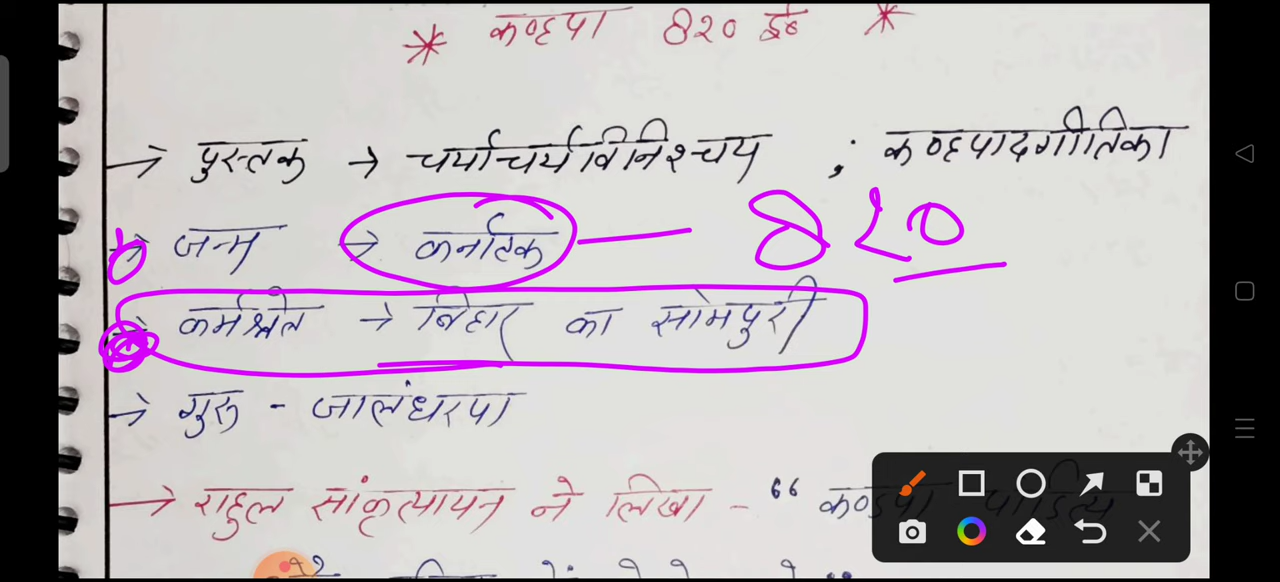 * कण्हपा 820 ई० *
→ पुस्तक → चर्याचर्यविनिश्चय ; कण्हपादगीतिका
→ जन्म → कर्नाटक — 820
→ कर्मक्षेत्र → बिहार का सोमपुरी
→ गुरु - जालंधरपा
→ राहुल सांकृत्यायन ने लिखा - “ कण्हपा पांडित्य